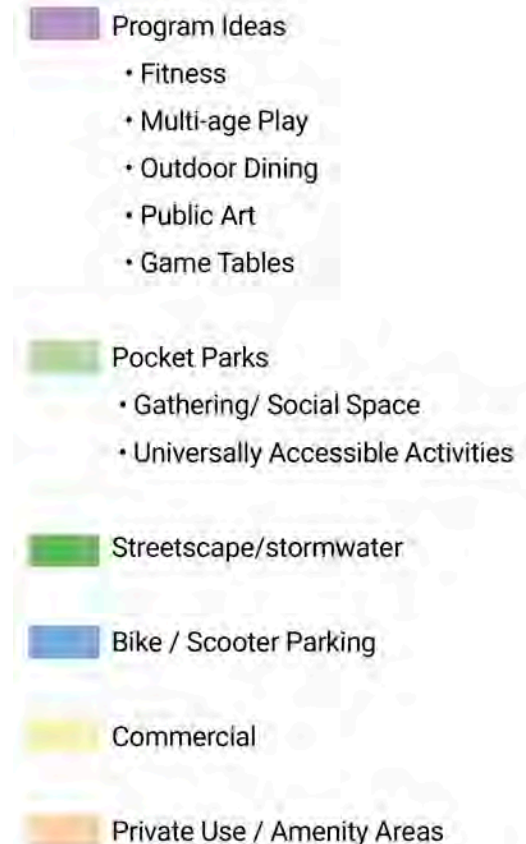 Program Ideas
• Fitness
• Multi-age Play
• Outdoor Dining
• Public Art
• Game Tables
Pocket Parks
• Gathering/ Social Space
• Universally Accessible Activities
Streetscape/stormwater
Bike / Scooter Parking
Commercial
Private Use / Amenity Areas